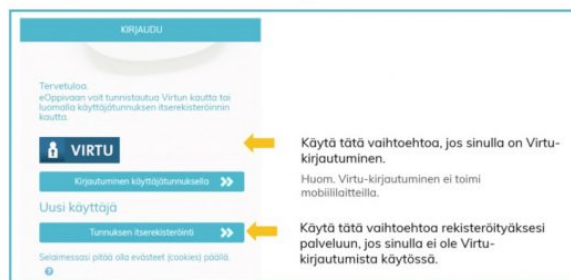 KIRJAUDU
Tervetuloa.
eOppivaan voit tunnistautua Virtun kautta tai
luomalla käyttäjätunnuksen itserekisteröinnin
kautta.
VIRTU
Kirjautuminen käyttäjätunnuksella
Uusi käyttäjä
Tunnuksen itserekisteröinti
Selaimessasi pitää olla evästeet (cookies) päällä.
?
Käytä tätä vaihtoehtoa, jos sinulla on Virtu-
kirjautuminen.
Huom. Virtu-kirjautuminen ei toimi
mobiililaitteilla.
Käytä tätä vaihtoehtoa rekisteröityäksesi
palveluun, jos sinulla ei ole Virtu-
kirjautumista käytössä.